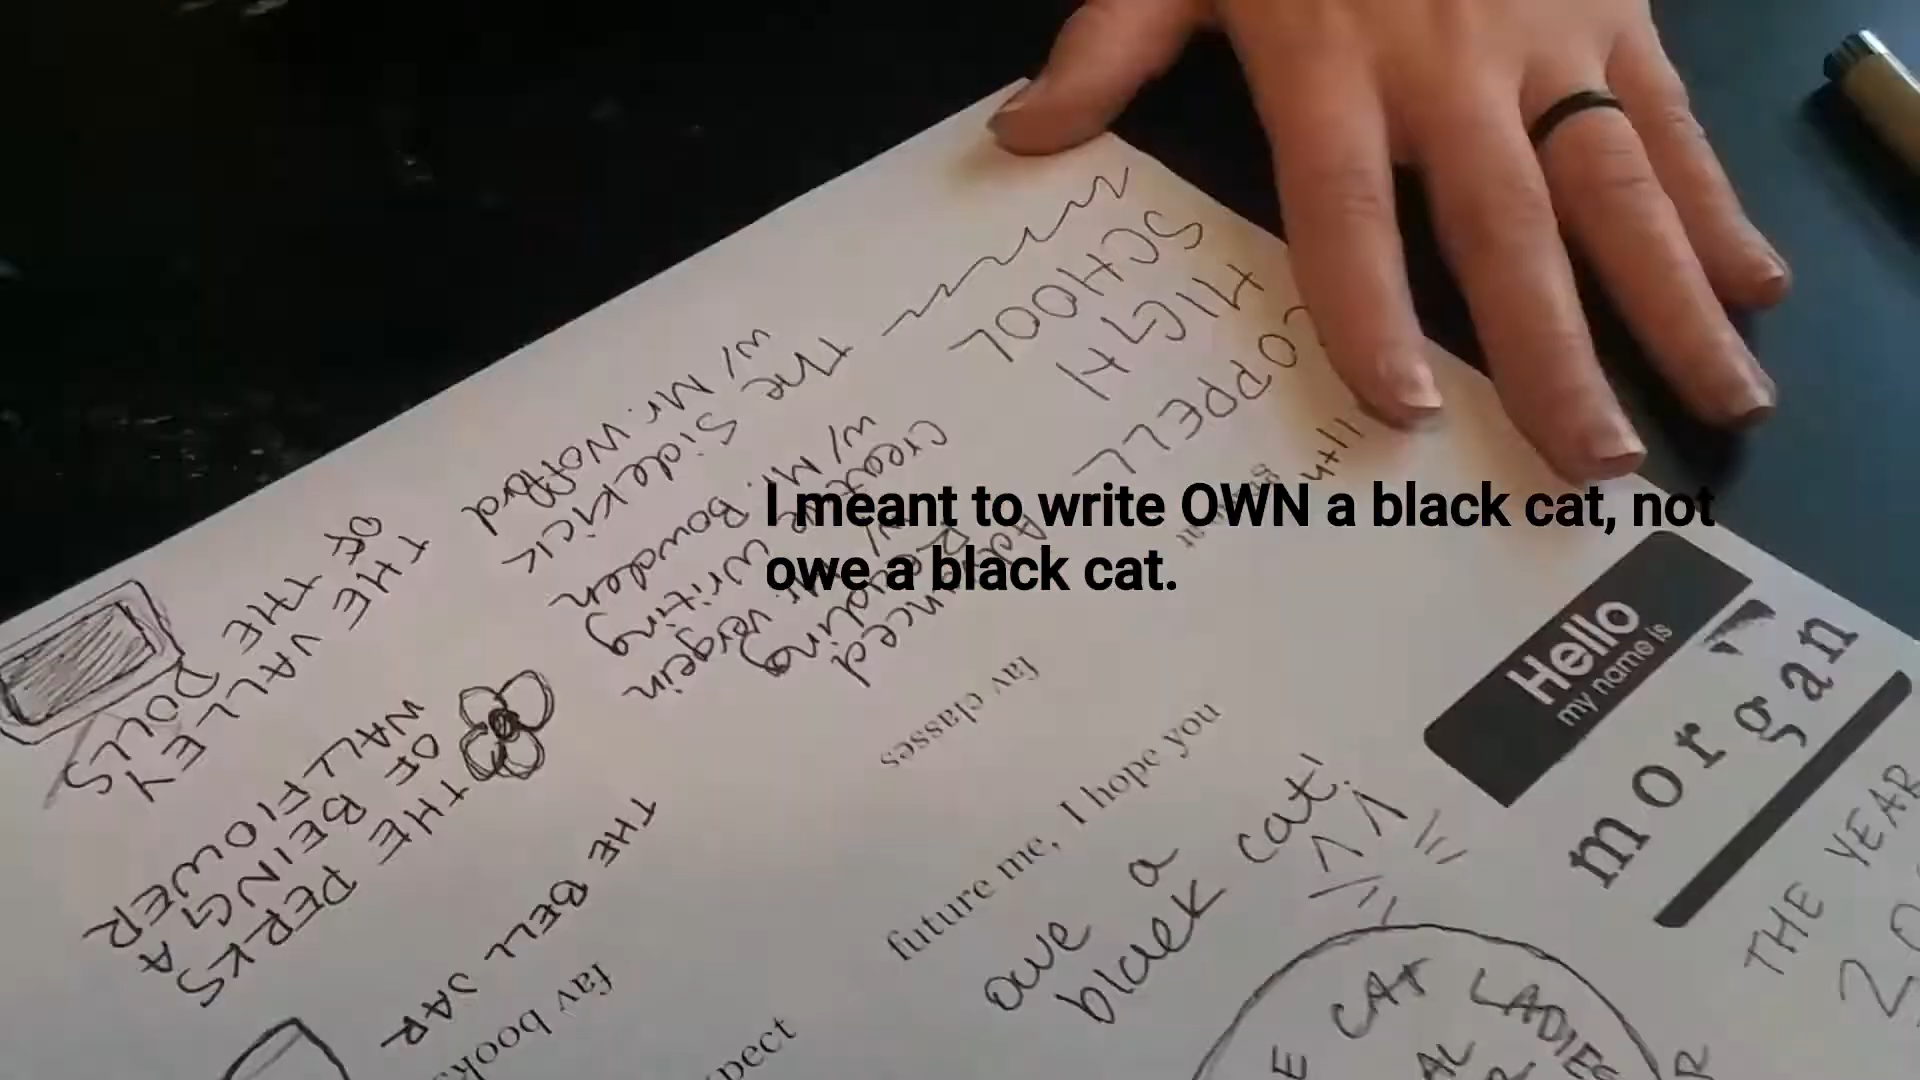 I meant to write OWN a black cat, not
owe a black cat.
COPPELL
HIGH
SCHOOL
fav classes
Advanced
Reading
w/ Mr.
Creative Writing
w/ Mr. Bowden
The Sidekick
w/ Mr. Wofford
fav books
THE BELL JAR
THE PERKS
OF BEING A
WALLFLOWER
THE VALLEY
OF THE
DOLLS
Hello
my name is
morgan
THE YEAR
future me, I hope you
owe a
black cat!
CAT LADIES